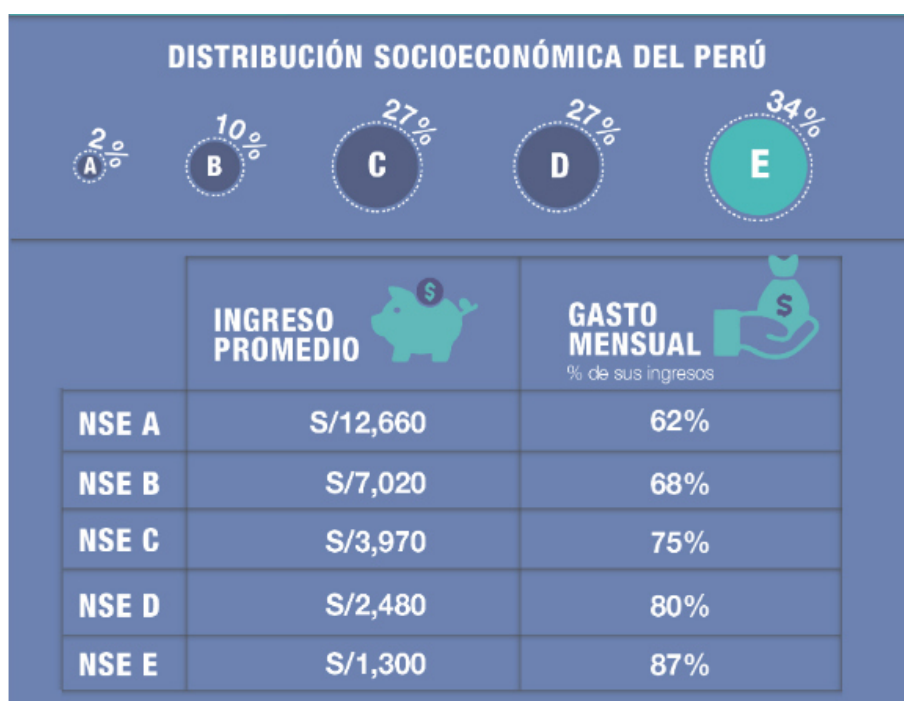 DISTRIBUCIÓN SOCIOECONÓMICA DEL PERÚ
2% 10% 27% 27% 34%
A B C D E
INGRESO
PROMEDIO
$
GASTO
MENSUAL
% de sus ingresos
$
NSE A S/12,660 62%
NSE B S/7,020 68%
NSE C S/3,970 75%
NSE D S/2,480 80%
NSE E S/1,300 87%